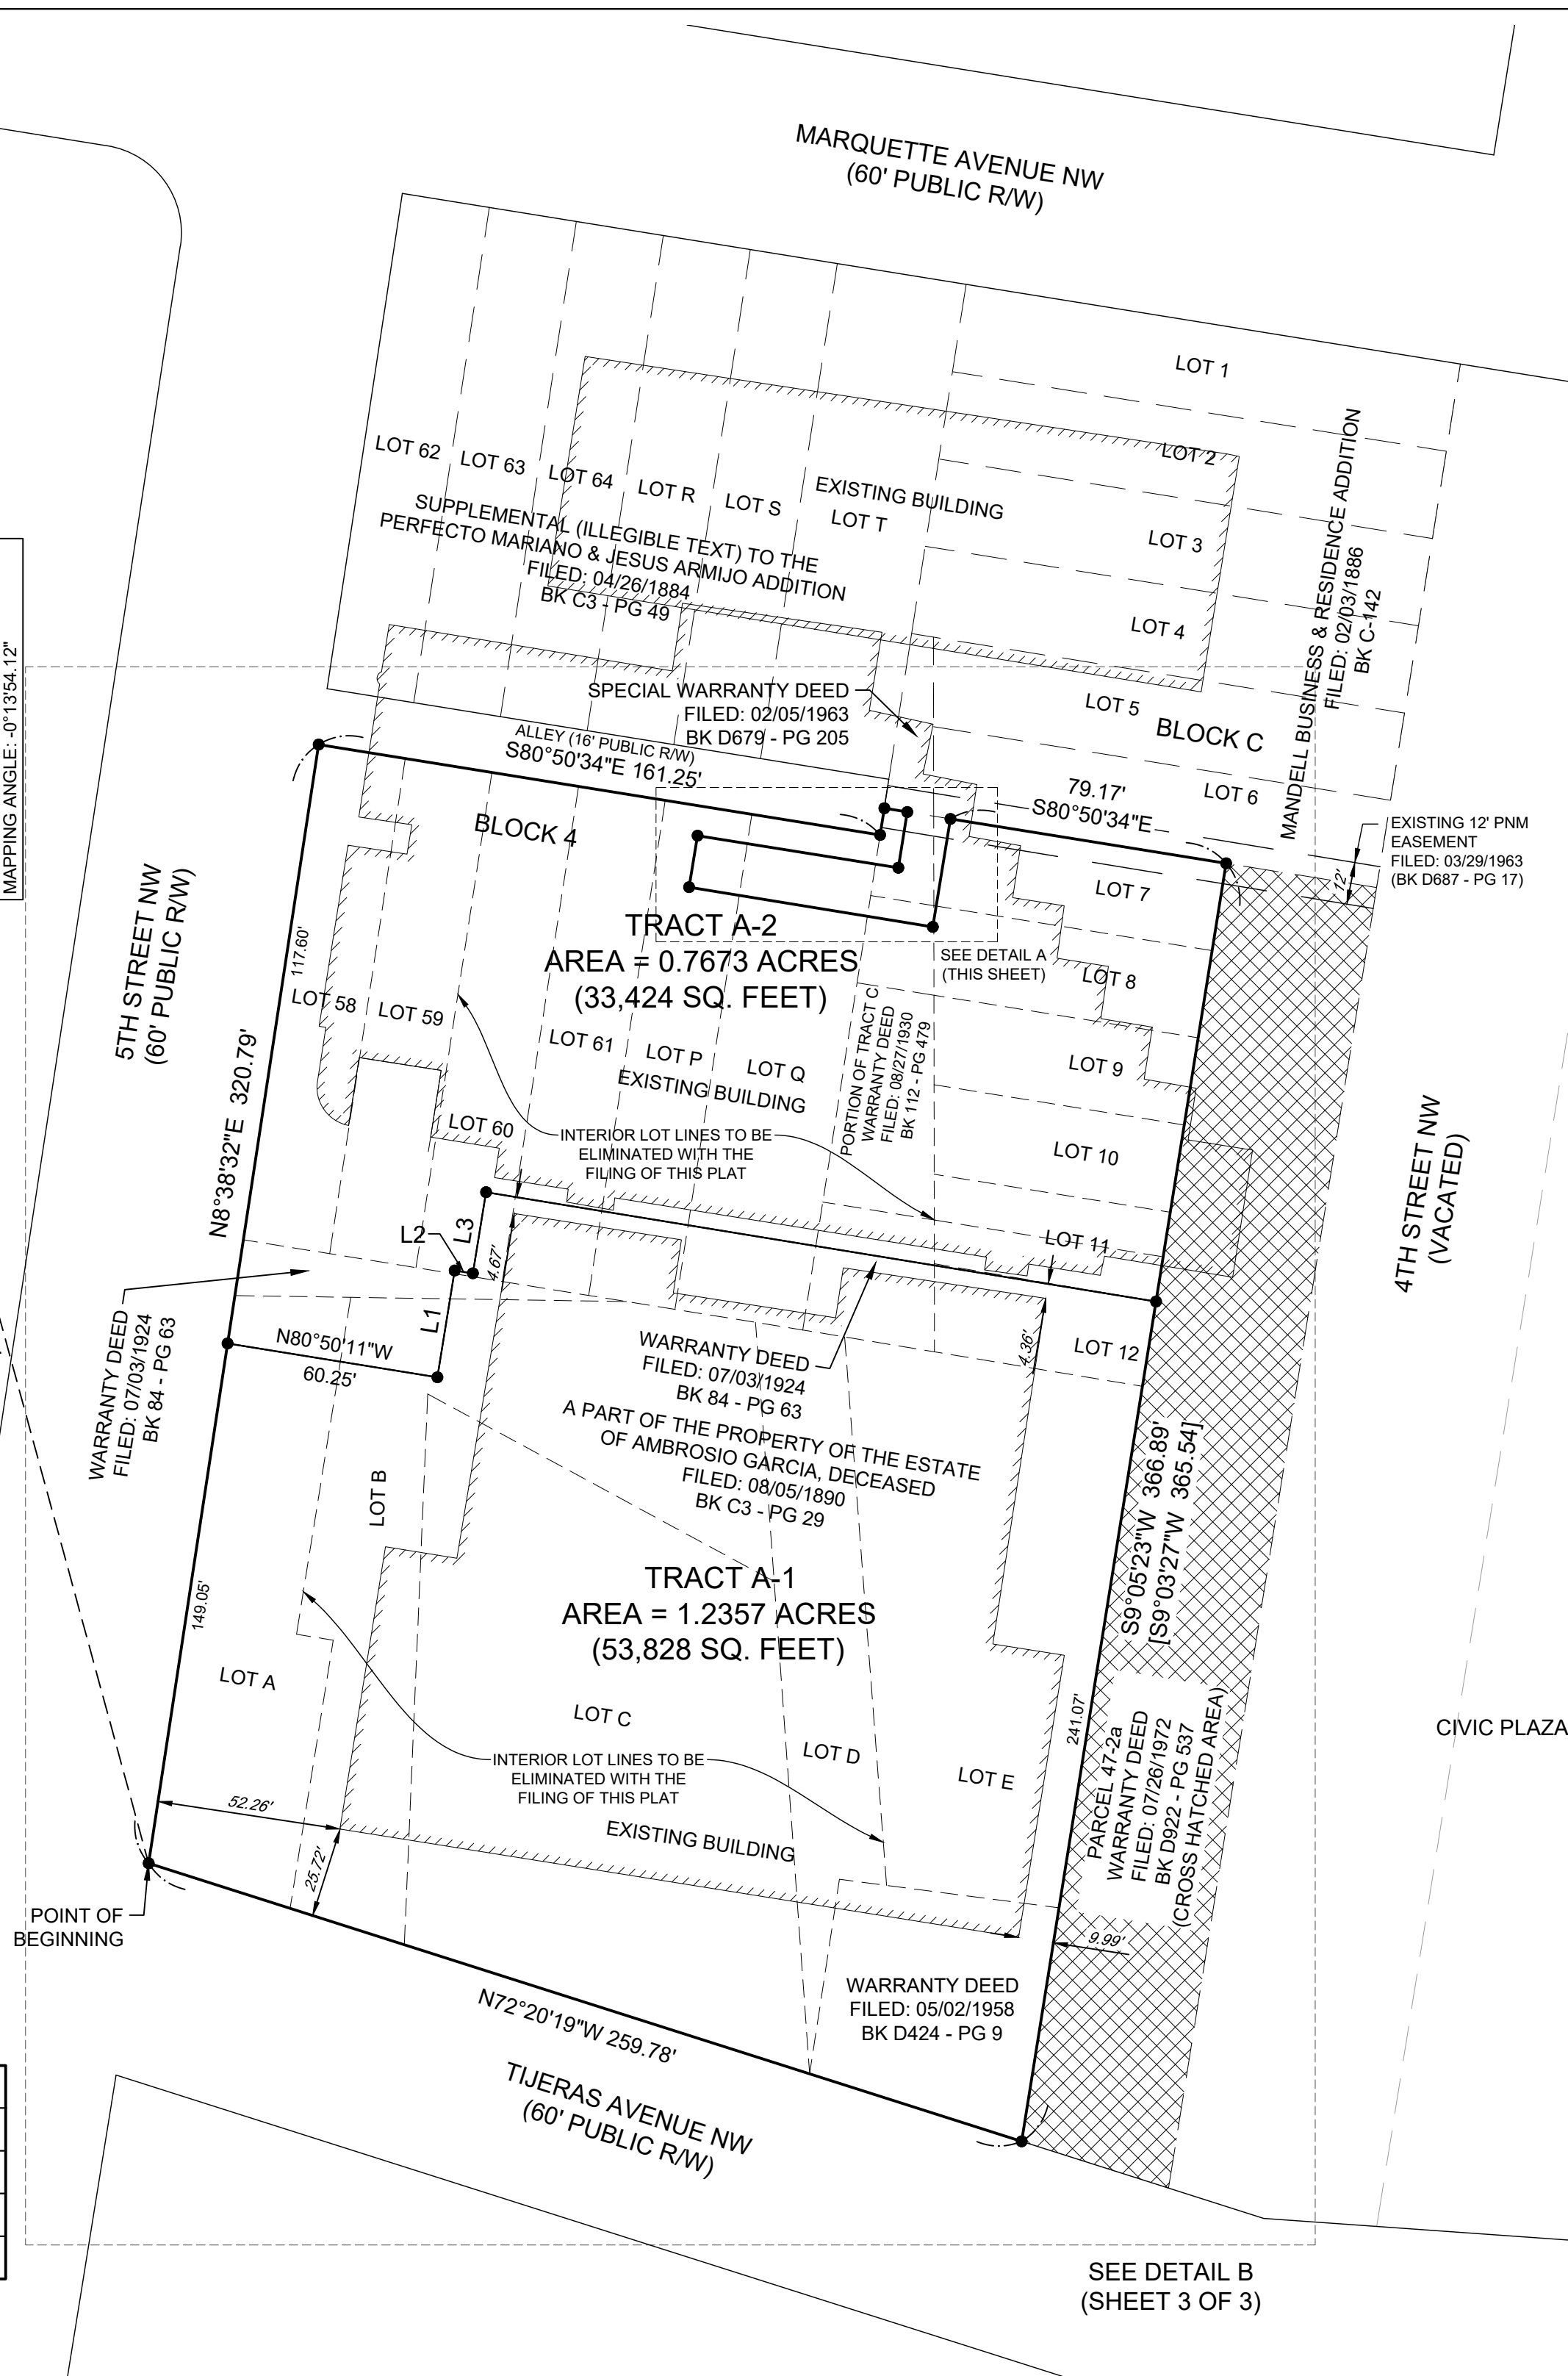 MARQUETTE AVENUE NW
(60' PUBLIC R/W)
MAPPING ANGLE: -0°13'54.12"
LOT 1
LOT 2
LOT 3
LOT 4
LOT 5
LOT 6
BLOCK C
MANDELL BUSINESS & RESIDENCE ADDITION
FILED: 02/03/1886
BK C-142
LOT 62
LOT 63
LOT 64
LOT R
LOT S
LOT T
EXISTING BUILDING
SUPPLEMENTAL (ILLEGIBLE TEXT) TO THE
PERFECTO MARIANO & JESUS ARMIJO ADDITION
FILED: 04/26/1884
BK C3 - PG 49
SPECIAL WARRANTY DEED
FILED: 02/05/1963
BK D679 - PG 205
ALLEY (16' PUBLIC R/W)
S80°50'34"E 161.25'
79.17'
S80°50'34"E
EXISTING 12' PNM
EASEMENT
FILED: 03/29/1963
(BK D687 - PG 17)
12'
BLOCK 4
5TH STREET NW
(60' PUBLIC R/W)
117.60'
N8°38'32"E 320.79'
TRACT A-2
AREA = 0.7673 ACRES
(33,424 SQ. FEET)
SEE DETAIL A
(THIS SHEET)
LOT 7
LOT 8
LOT 9
LOT 10
LOT 11
LOT 12
LOT 58
LOT 59
LOT 60
LOT 61
LOT P
LOT Q
EXISTING BUILDING
PORTION OF TRACT C
WARRANTY DEED
FILED: 08/27/1930
BK 112 - PG 479
INTERIOR LOT LINES TO BE
ELIMINATED WITH THE
FILING OF THIS PLAT
4TH STREET NW
(VACATED)
L2
L3
L1
4.67'
4.36'
WARRANTY DEED
FILED: 07/03/1924
BK 84 - PG 63
N80°50'11"W
60.25'
WARRANTY DEED
FILED: 07/03/1924
BK 84 - PG 63
A PART OF THE PROPERTY OF THE ESTATE
OF AMBROSIO GARCIA, DECEASED
FILED: 08/05/1890
BK C3 - PG 29
S9°05'23"W 366.89'
[S9°03'27"W 365.54]
LOT B
TRACT A-1
AREA = 1.2357 ACRES
(53,828 SQ. FEET)
149.05'
LOT A
LOT C
LOT D
LOT E
241.07'
PARCEL 47-2a
WARRANTY DEED
FILED: 07/26/1972
BK D922 - PG 537
(CROSS HATCHED AREA)
CIVIC PLAZA
INTERIOR LOT LINES TO BE
ELIMINATED WITH THE
FILING OF THIS PLAT
EXISTING BUILDING
52.26'
25.72'
9.99'
POINT OF
BEGINNING
WARRANTY DEED
FILED: 05/02/1958
BK D424 - PG 9
N72°20'19"W 259.78'
TIJERAS AVENUE NW
(60' PUBLIC R/W)
SEE DETAIL B
(SHEET 3 OF 3)